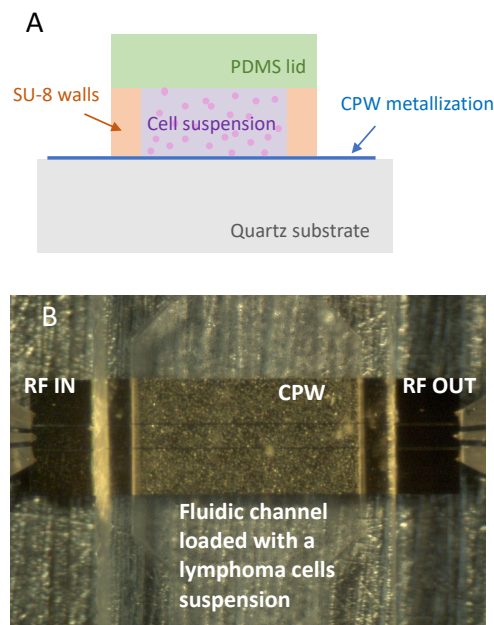 A
PDMS lid
SU-8 walls
CPW metallization
Cell suspension
Quartz substrate
B
RF IN
CPW
RF OUT
Fluidic channel
loaded with a
lymphoma cells
suspension